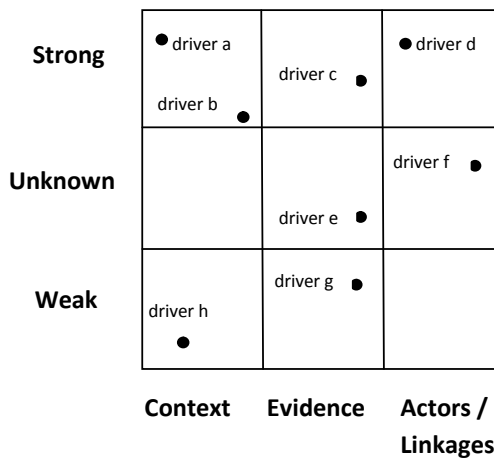 Strong
driver a
driver b
driver c
driver d
Unknown
driver e
driver f
Weak
driver h
driver g
Context
Evidence
Actors /
Linkages